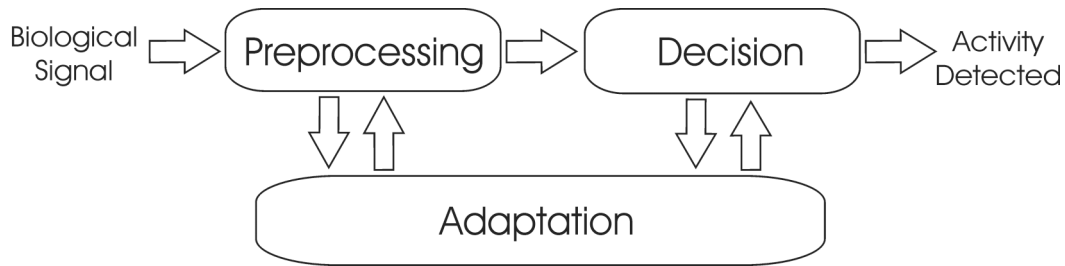 Biological
Signal
Preprocessing
Decision
Activity
Detected
Adaptation